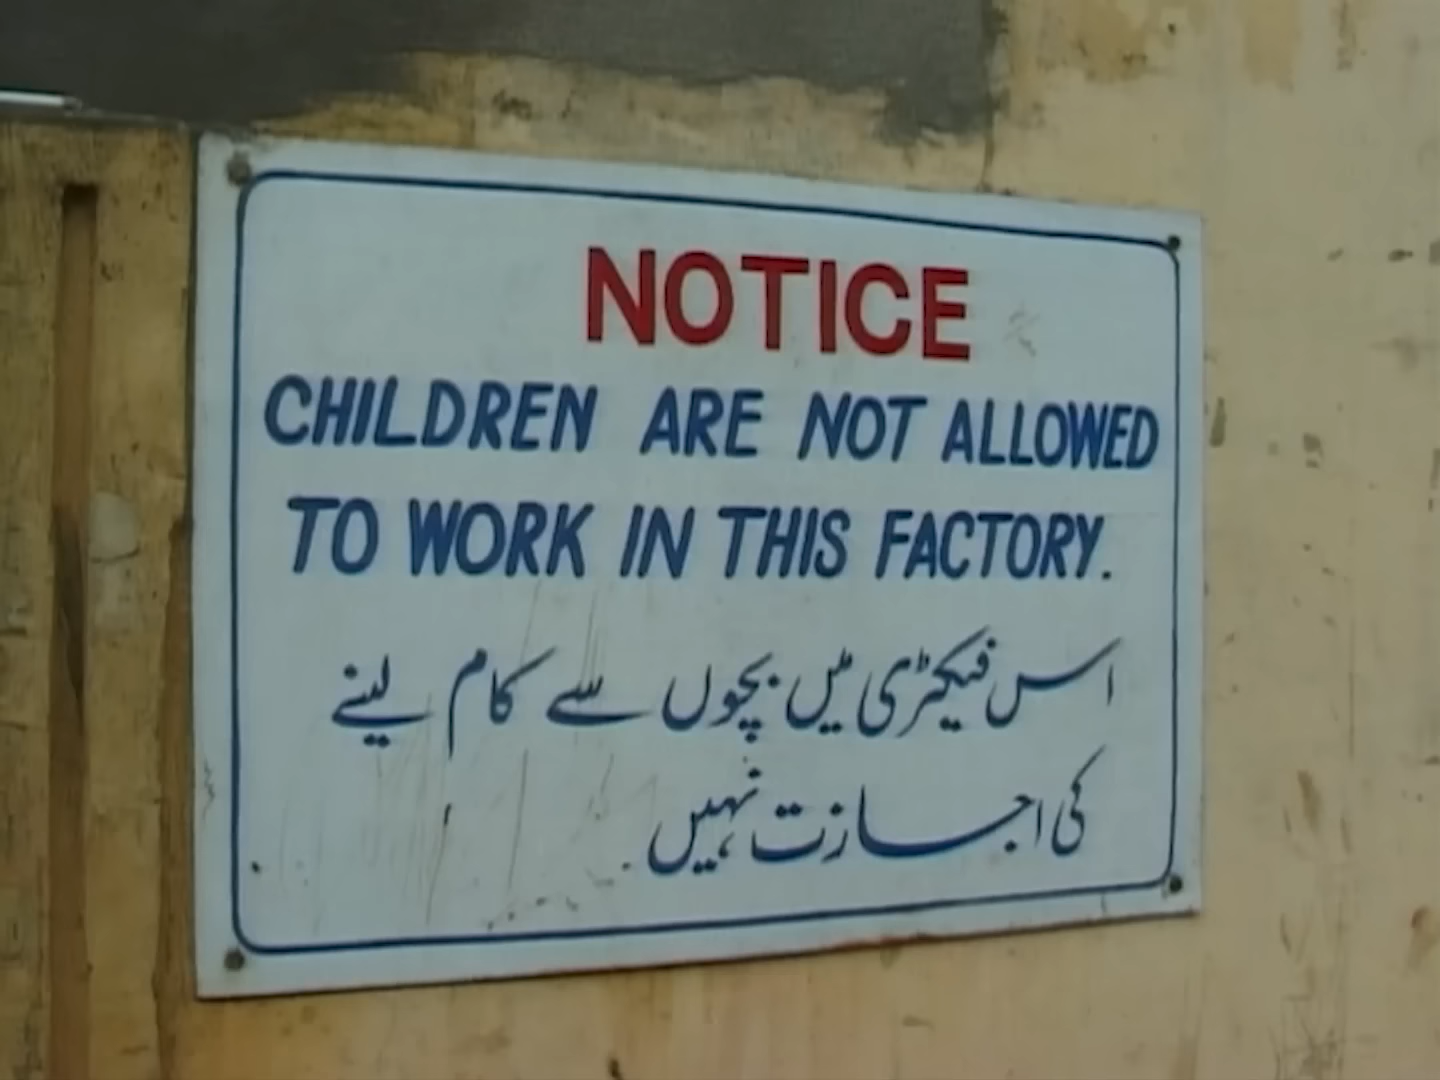 NOTICE
CHILDREN ARE NOT ALLOWED
TO WORK IN THIS FACTORY.
اس فیکٹری میں بچوں سے کام لینے
کی اجازت نہیں